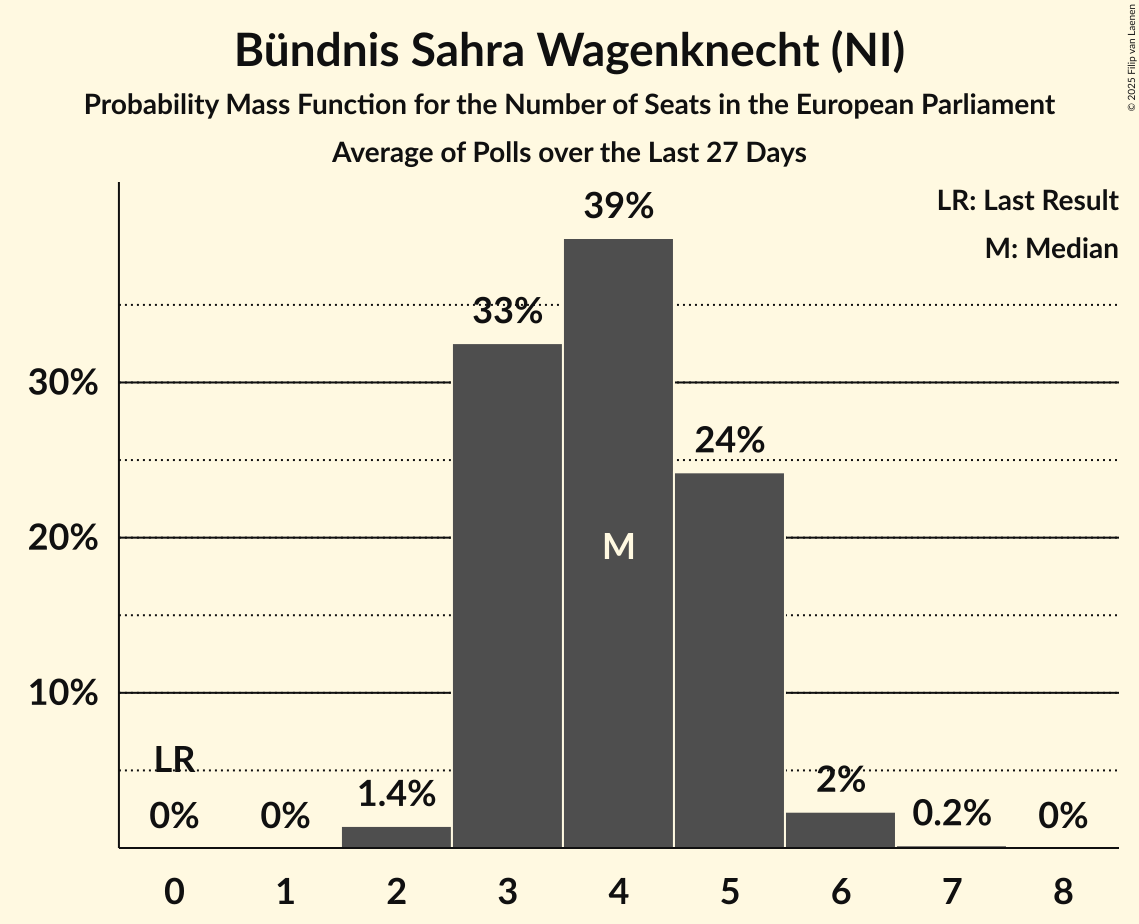 Bündnis Sahra Wagenknecht (NI)
Probability Mass Function for the Number of Seats in the European Parliament
Average of Polls over the Last 27 Days
© 2025 Filip van Laenen
LR: Last Result
M: Median
39%
33%
30%
24%
20%
M
10%
LR
0%
0%
1.4%
2%
0.2%
0%
0 1 2 3 4 5 6 7 8